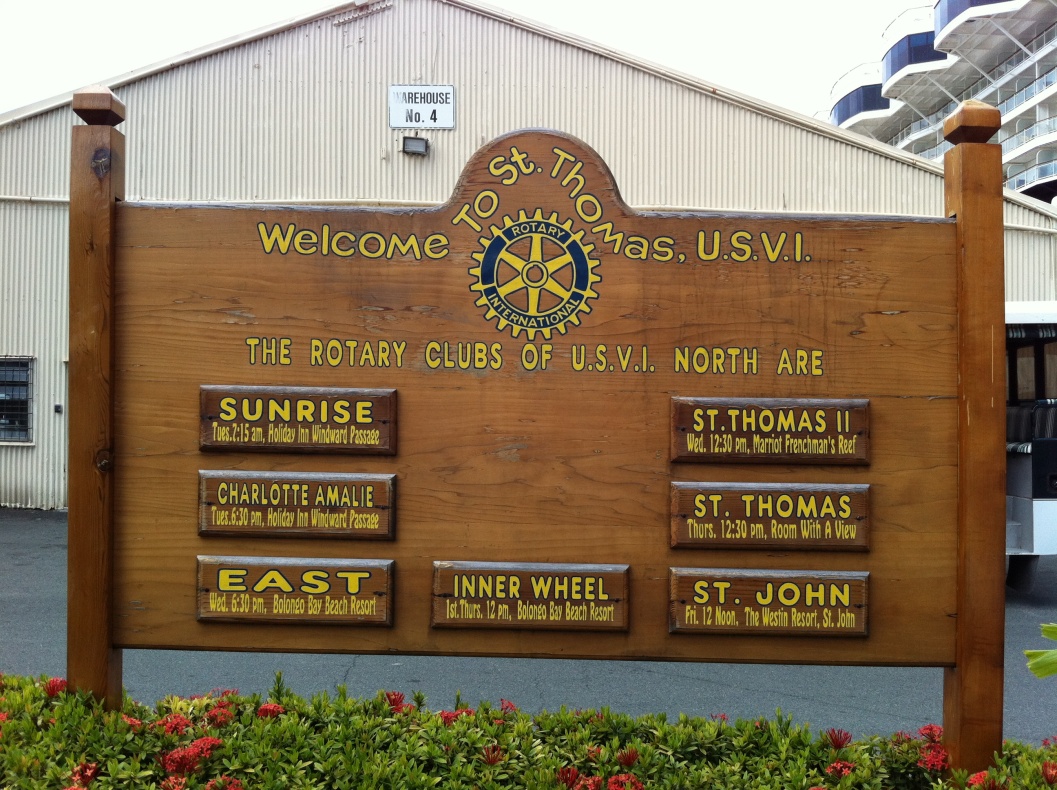 WAREHOUSE
No. 4
Welcome To St. Thomas, U.S.V.I.
ROTARY
INTERNATIONAL
THE ROTARY CLUBS OF U.S.V.I. NORTH ARE
SUNRISE
Tues.7:15 am, Holiday Inn Windward Passage
CHARLOTTE AMALIE
Tues.6:30 pm, Holiday Inn Windward Passage
EAST
Wed. 6:30 pm, Bolongo Bay Beach Resort
INNER WHEEL
1st.Thurs. 12 pm, Bolongo Bay Beach Resort
ST.THOMAS II
Wed. 12:30 pm, Marriot Frenchman's Reef
ST. THOMAS
Thurs. 12:30 pm, Room With A View
ST. JOHN
Fri. 12 Noon, The Westin Resort, St. John